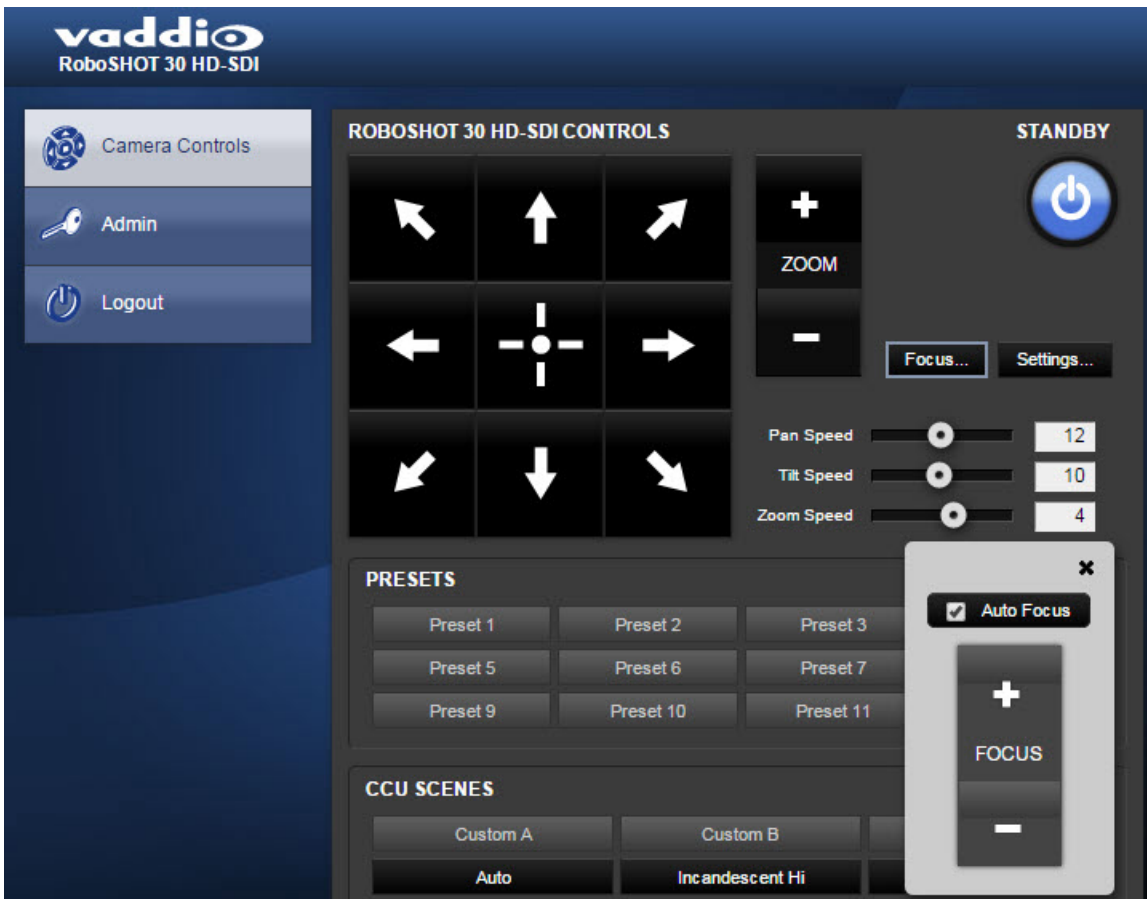 vaddio
RoboSHOT 30 HD-SDI
Camera Controls
Admin
Logout
ROBOSHOT 30 HD-SDI CONTROLS
STANDBY
+
ZOOM
-
Focus...
Settings...
Pan Speed 12
Tilt Speed 10
Zoom Speed 4
PRESETS
Preset 1 Preset 2 Preset 3
Preset 5 Preset 6 Preset 7
Preset 9 Preset 10 Preset 11
Auto Focus
+
FOCUS
-
CCU SCENES
Custom A Custom B
Auto Incandescent Hi